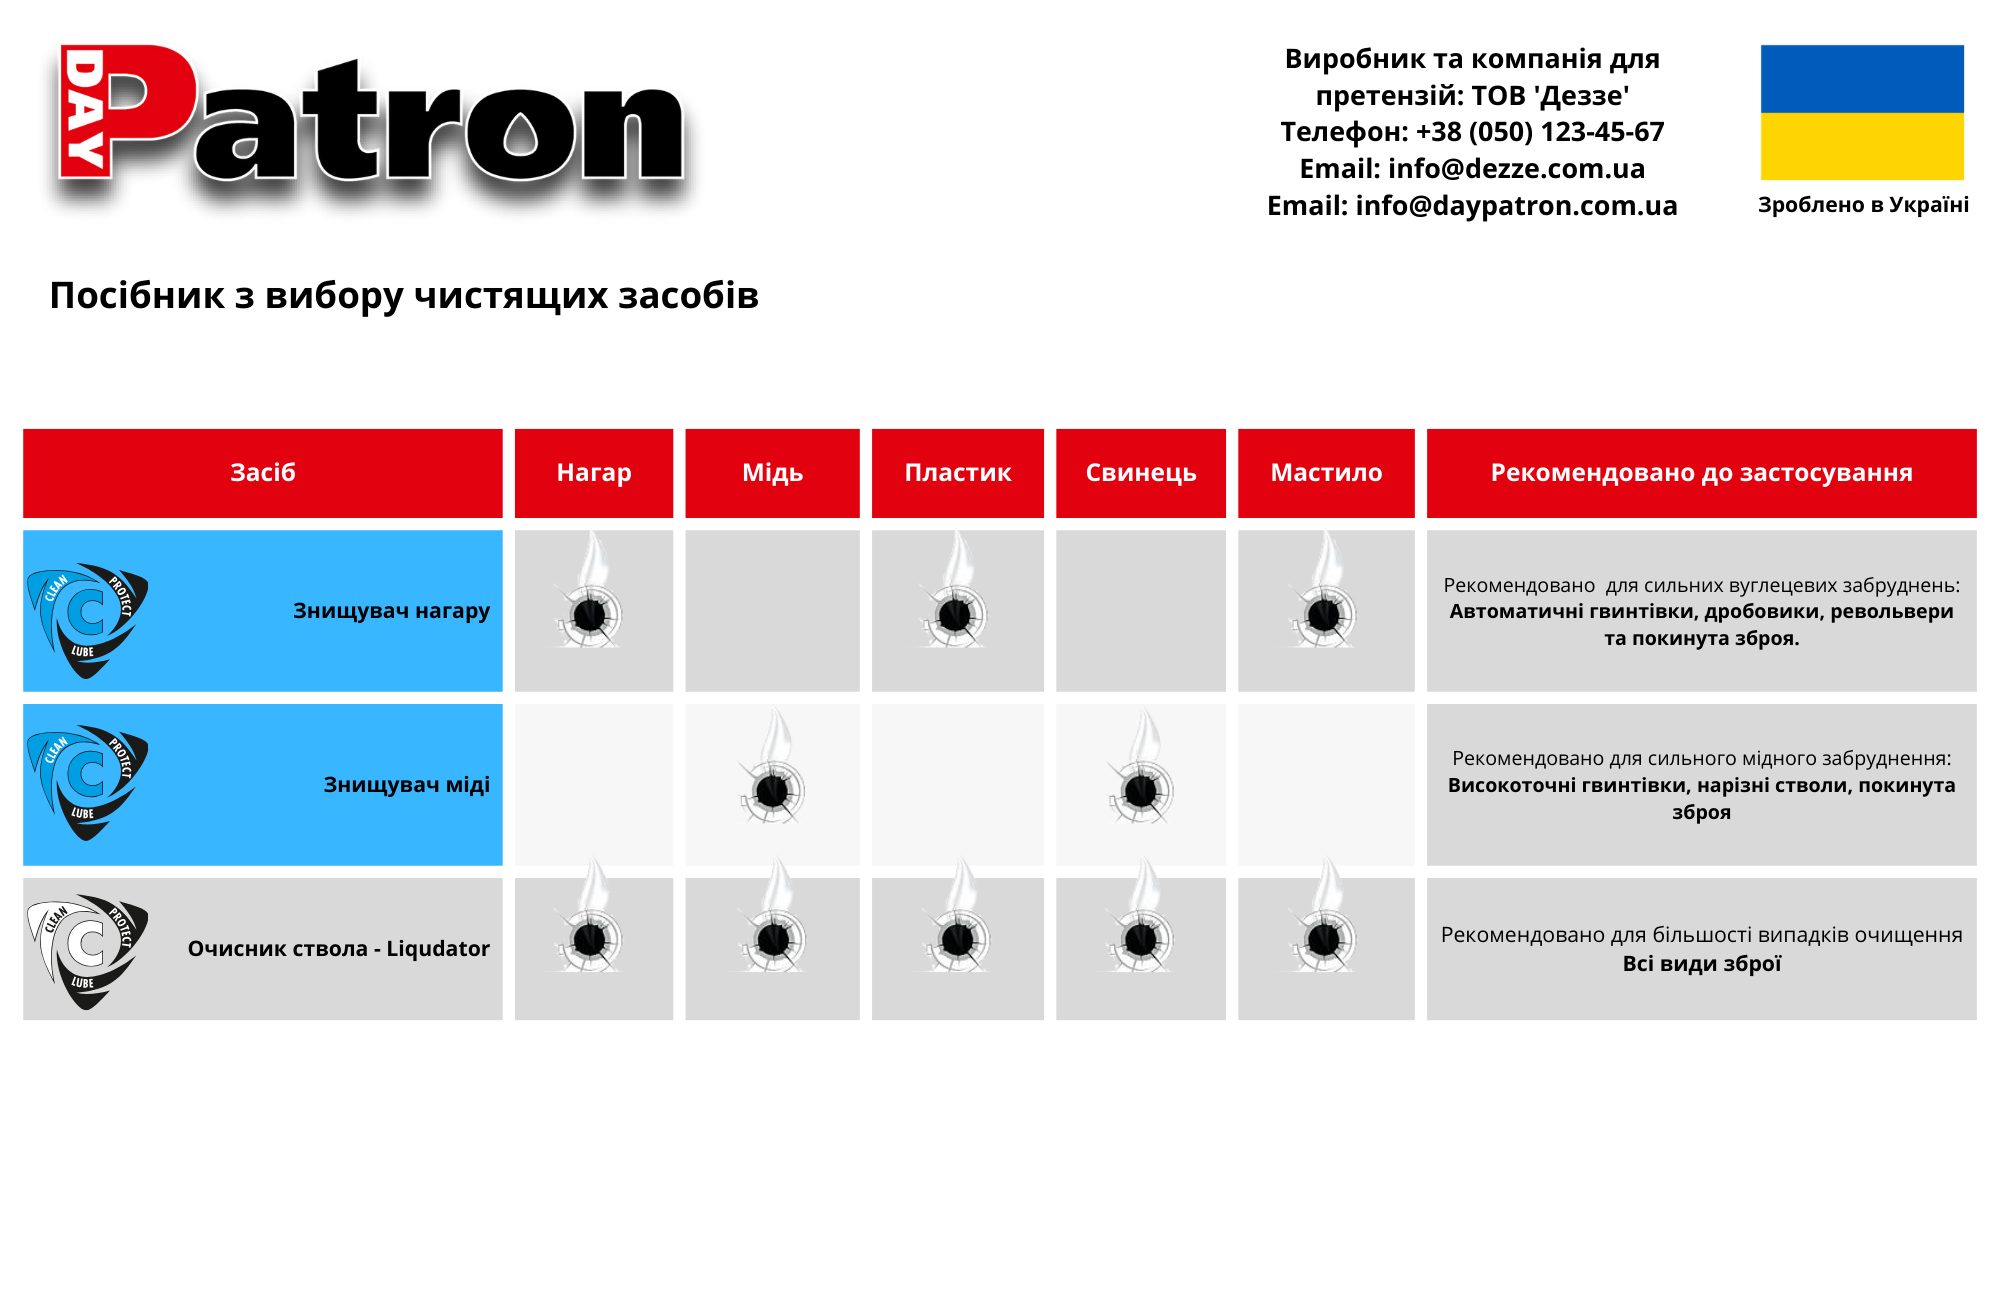 DAY Patron
Виробник та компанія для
претензій: ТОВ 'Деззе'
Телефон: +38 (050) 123-45-67
Email: info@dezze.com.ua
Email: info@daypatron.com.ua
Зроблено в Україні
Посібник з вибору чистящих засобів
Засіб
Нагар
Мідь
Пластик
Свинець
Мастило
Рекомендовано до застосування
CLEAN
PROTECT
C
LUBE
Знищувач нагару
Рекомендовано для сильних вуглецевих забруднень:
Автоматичні гвинтівки, дробовики, револьвери
та покинута зброя.
CLEAN
PROTECT
C
LUBE
Знищувач міді
Рекомендовано для сильного мідного забруднення:
Високоточні гвинтівки, нарізні стволи, покинута
зброя
CLEAN
PROTECT
C
LUBE
Очисник ствола - Liqudator
Рекомендовано для більшості випадків очищення
Всі види зброї